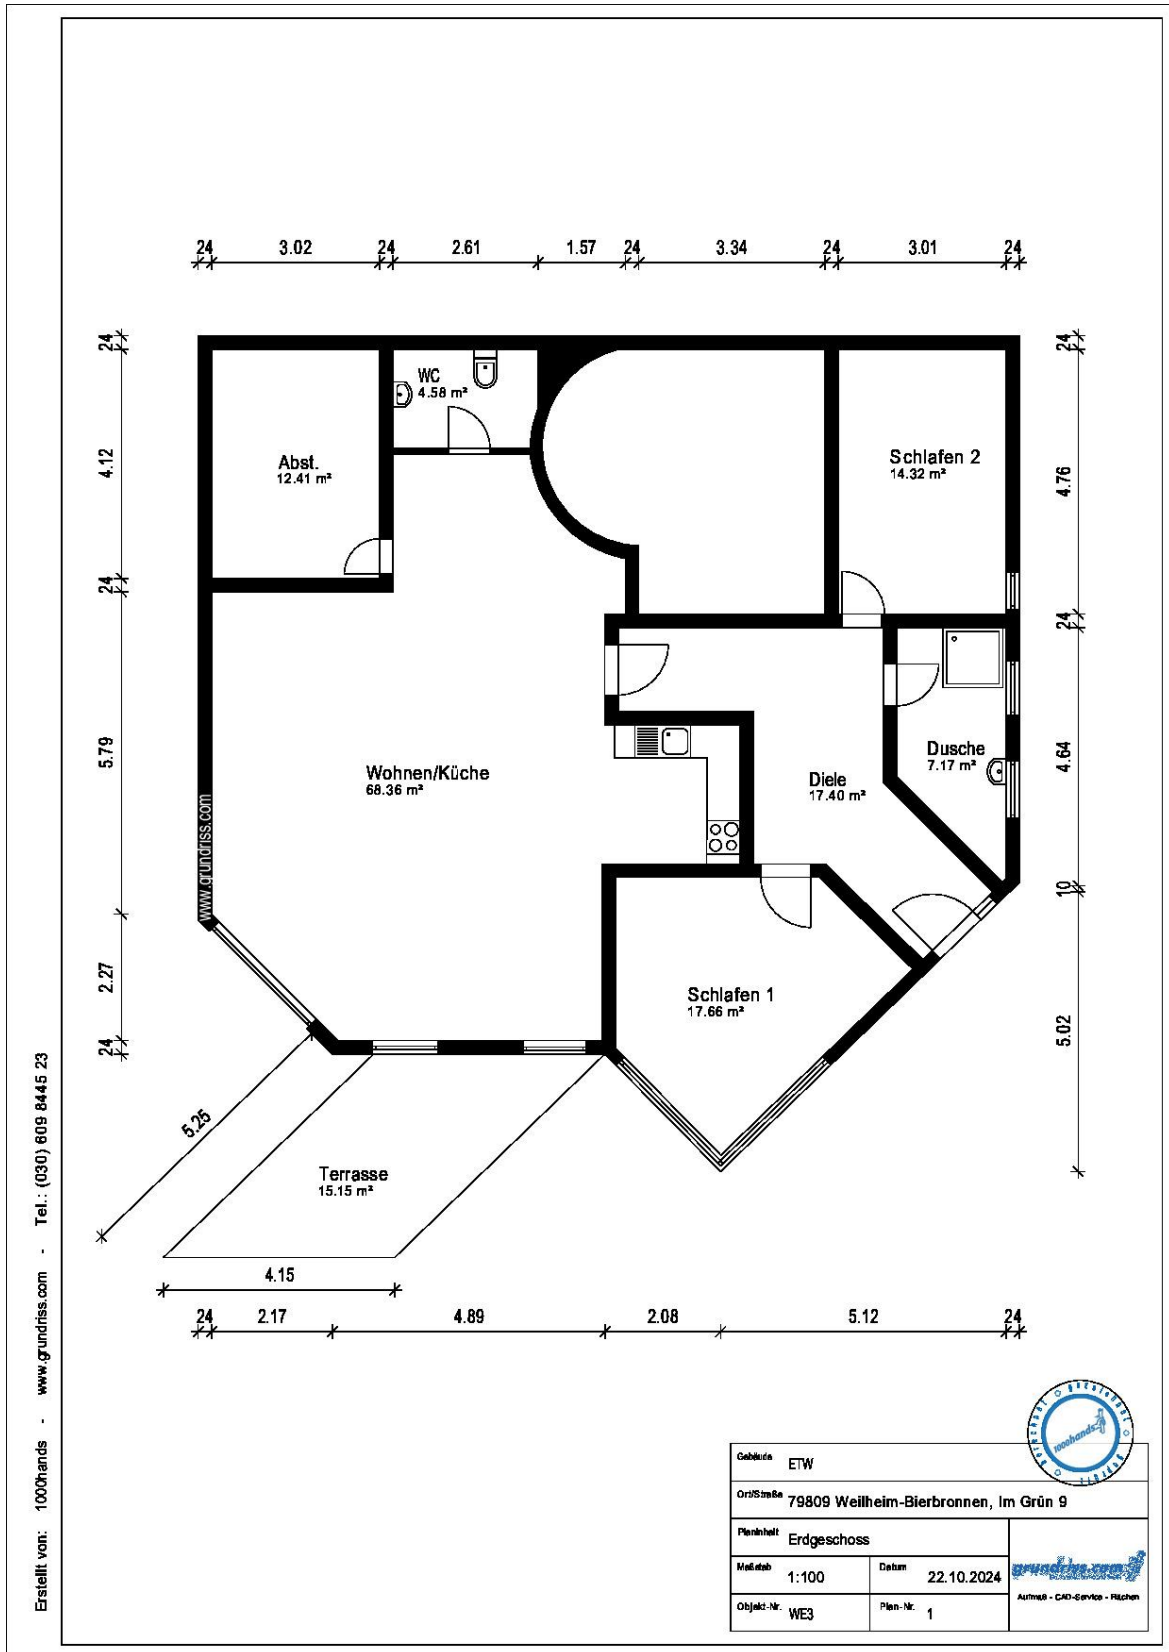 24 3.02 24 2.61 1.57 24 3.34 24 3.01 24
24
4.12
24
5.79
2.27
24
24
4.76
24
4.64
10
5.02
WC
4.58 m²
Abst.
12.41 m²
Schlafen 2
14.32 m²
Wohnen/Küche
68.36 m²
Diele
17.40 m²
Dusche
7.17 m²
www.grundriss.com
Schlafen 1
17.66 m²
5.25
Terrasse
15.15 m²
4.15
24 2.17 4.89 2.08 5.12 24
Erstellt von: 1000hands - www.grundriss.com - Tel.: (030) 609 8445 23
1000hands
Gebäude ETW
Ort/Straße 79809 Weilheim-Bierbronnen, Im Grün 9
Planinhalt Erdgeschoss
Maßstab 1:100 Datum 22.10.2024
Objekt-Nr. WE3 Plan-Nr. 1
grundriss.com
Aufmaß - CAD-Service - Flächen